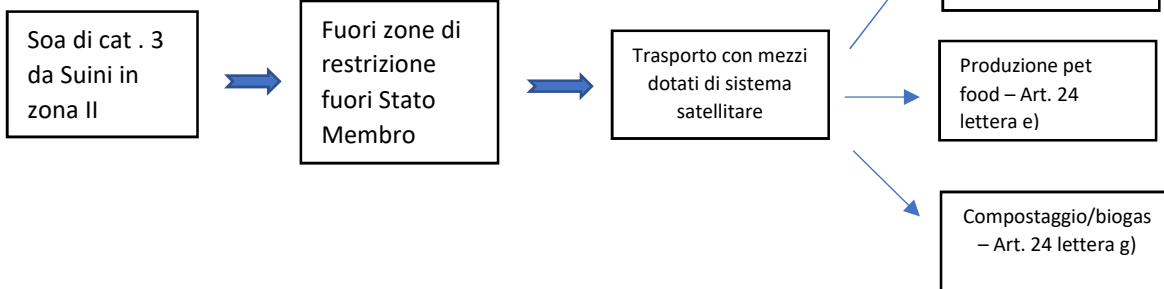 Soa di cat . 3
da Suini in
zona II
Fuori zone di
restrizione
fuori Stato
Membro
Trasporto con mezzi
dotati di sistema
satellitare
Produzione pet
food – Art. 24
lettera e)
Compostaggio/biogas
– Art. 24 lettera g)